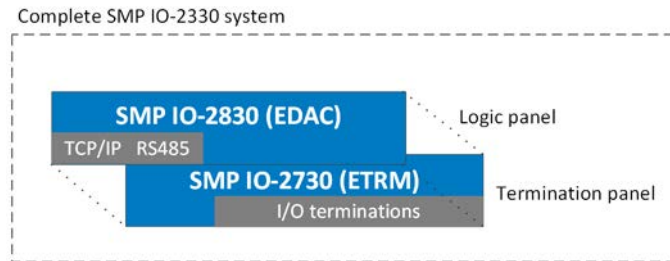 Complete SMP IO-2330 system
SMP IO-2830 (EDAC)
Logic panel
TCP/IP RS485
SMP IO-2730 (ETRM)
Termination panel
I/O terminations